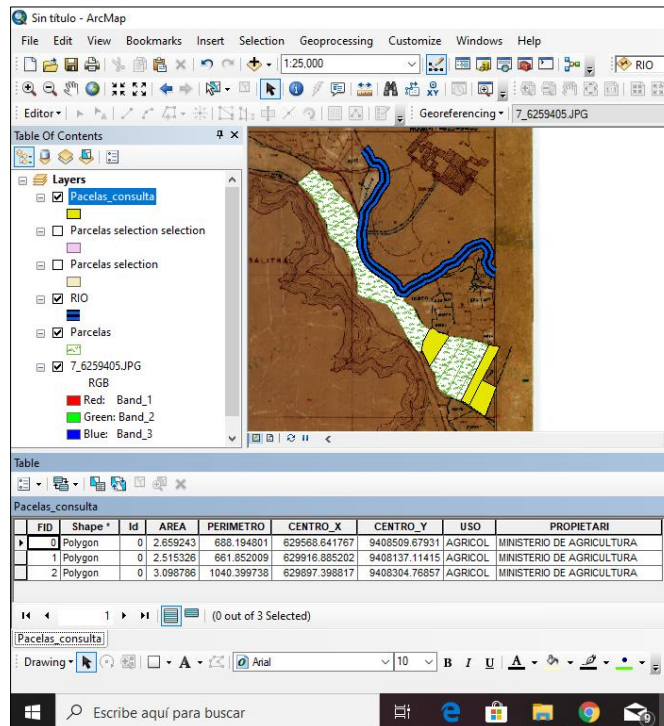 Sin título - ArcMap
File Edit View Bookmarks Insert Selection Geoprocessing Customize Windows Help
1:25,000 RIO
Editor Georeferencing 7_6259405.JPG
Table Of Contents
Layers
Pacelas_consulta
Parcelas selection selection
Parcelas selection
RIO
Parcelas
7_6259405.JPG
RGB
Red: Band_1
Green: Band_2
Blue: Band_3
SALITRAL
Table
Pacelas_consulta
FID Shape * Id AREA PERIMETRO CENTRO_X CENTRO_Y USO PROPIETARI
0 Polygon 0 2.659243 688.194801 629568.641767 9408509.67931 AGRICOL MINISTERIO DE AGRICULTURA
1 Polygon 0 2.515326 661.852009 629916.885202 9408137.11415 AGRICOL MINISTERIO DE AGRICULTURA
2 Polygon 0 3.098786 1040.399738 629897.398817 9408304.76857 AGRICOL MINISTERIO DE AGRICULTURA
1 (0 out of 3 Selected)
Pacelas_consulta
Drawing A Arial 10 B I U A
Escribe aquí para buscar